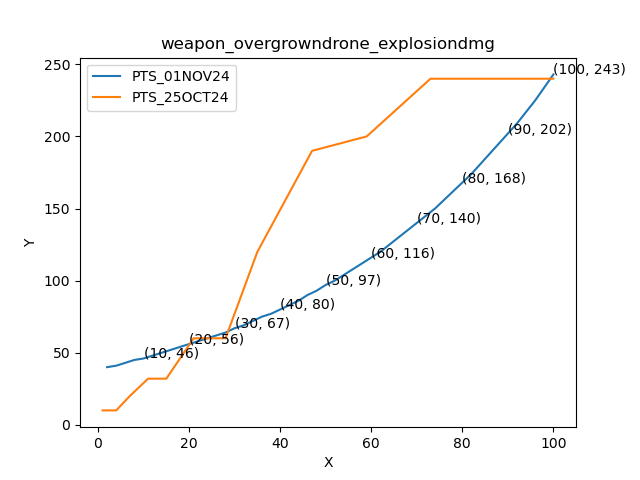 weapon_overgrowndrone_explosiondmg
PTS_01NOV24
PTS_25OCT24
250
200
150
100
50
0
Y
(100, 243)
(90, 202)
(80, 168)
(70, 140)
(60, 116)
(50, 97)
(40, 80)
(30, 67)
(20, 56)
(10, 46)
0 20 40 60 80 100
X